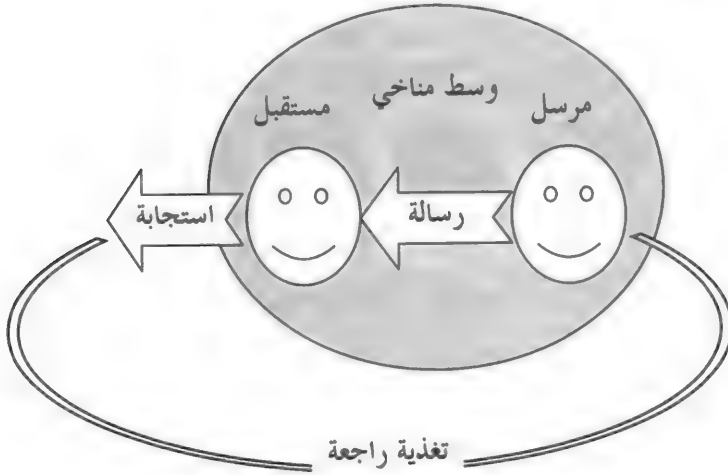 وسط مناخي
مرسل
مستقبل
رسالة
استجابة
تغذية راجعة